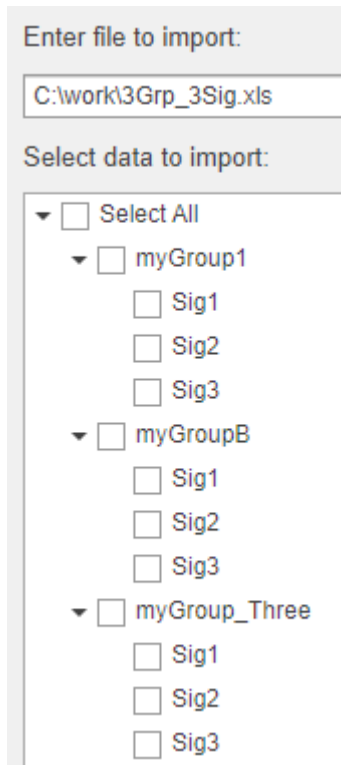 Enter file to import:
C:\work\3Grp_3Sig.xls
Select data to import:
Select All
myGroup1
Sig1
Sig2
Sig3
myGroupB
Sig1
Sig2
Sig3
myGroup_Three
Sig1
Sig2
Sig3